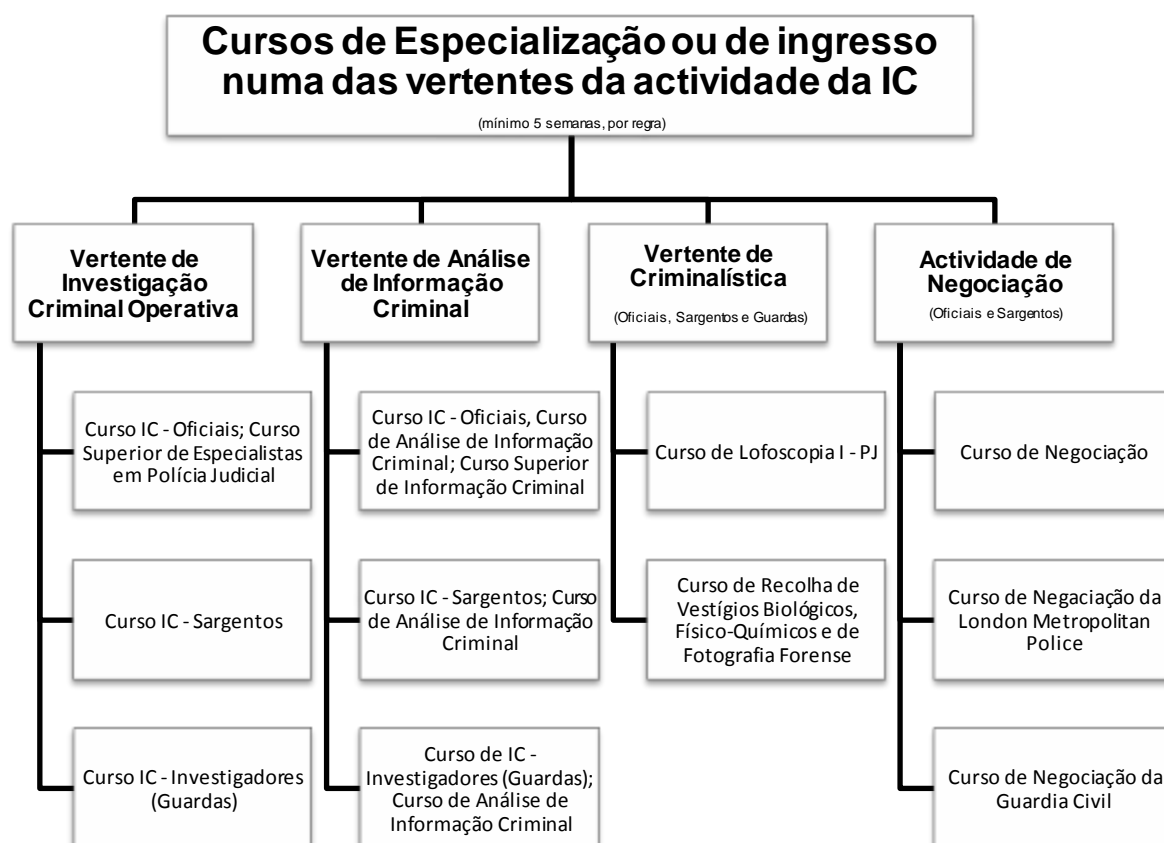 Cursos de Especialização ou de ingresso
numa das vertentes da actividade da IC
(mínimo 5 semanas, por regra)
Vertente de
Investigação
Criminal Operativa
Curso IC - Oficiais; Curso
Superior de Especialistas
em Polícia Judicial
Curso IC - Sargentos
Curso IC - Investigadores
(Guardas)
Vertente de Análise
de Informação
Criminal
Curso IC - Oficiais, Curso
de Análise de Informação
Criminal; Curso Superior
de Informação Criminal
Curso IC - Sargentos; Curso
de Análise de Informação
Criminal
Curso de IC -
Investigadores (Guardas);
Curso de Análise de
Informação Criminal
Vertente de
Criminalística
(Oficiais, Sargentos e Guardas)
Curso de Lofoscopia I - PJ
Curso de Recolha de
Vestígios Biológicos,
Físico-Químicos e de
Fotografia Forense
Actividade de
Negociação
(Oficiais e Sargentos)
Curso de Negociação
Curso de Negaciação da
London Metropolitan
Police
Curso de Negociação da
Guardia Civil